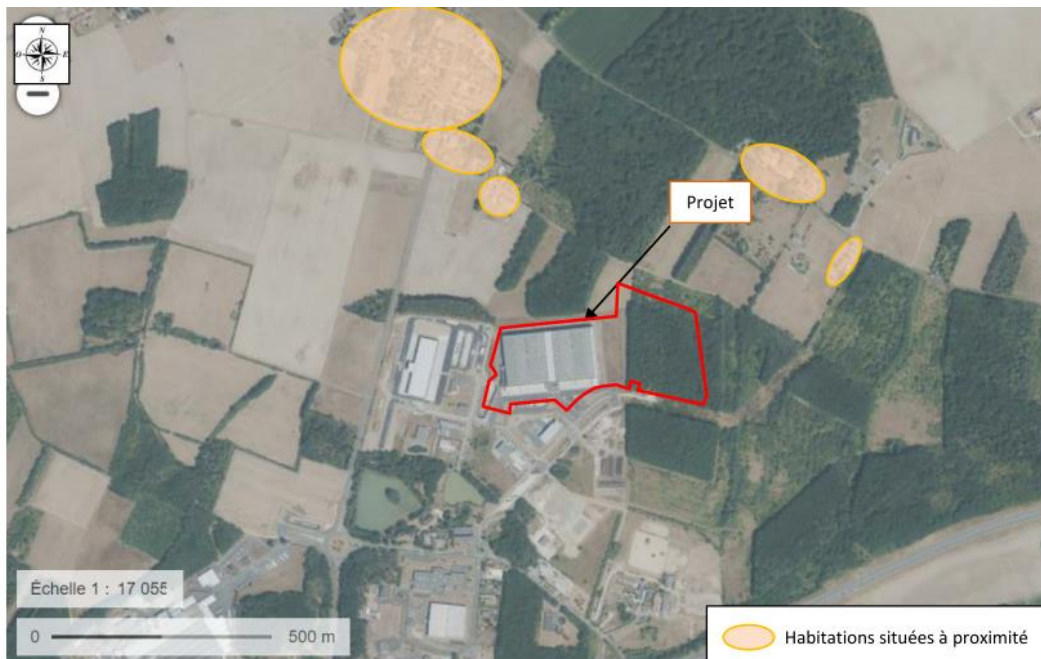 N
O
E
S
Projet
Échelle 1 : 17 055
0
500 m
Habitations situées à proximité